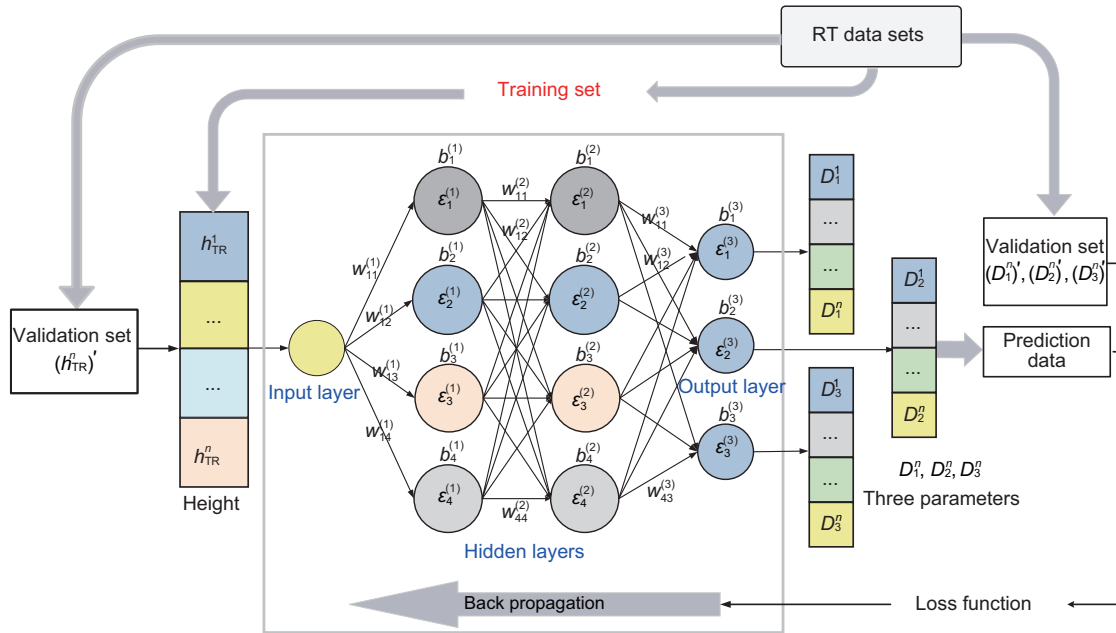 RT data sets
Training set
b₁⁽¹⁾
b₁⁽²⁾
ε₁⁽¹⁾
w₁₁⁽²⁾
ε₁⁽²⁾
w₁₂⁽²⁾
w₁₁⁽³⁾
b₁⁽³⁾
D₁¹
...
...
D₁ⁿ
h¹_TR
...
...
hⁿ_TR
Height
Validation set
(hⁿ_TR)′
w₁₁⁽¹⁾
w₁₂⁽¹⁾
w₁₃⁽¹⁾
w₁₄⁽¹⁾
Input layer
b₂⁽¹⁾
ε₂⁽¹⁾
b₂⁽²⁾
ε₂⁽²⁾
w₁₂⁽³⁾
ε₁⁽³⁾
b₃⁽¹⁾
ε₃⁽¹⁾
b₃⁽²⁾
ε₃⁽²⁾
b₂⁽³⁾
ε₂⁽³⁾
Output layer
b₄⁽¹⁾
ε₄⁽¹⁾
w₄₄⁽²⁾
b₄⁽²⁾
ε₄⁽²⁾
w₄₃⁽³⁾
b₃⁽³⁾
ε₃⁽³⁾
Hidden layers
D₂¹
...
...
D₂ⁿ
D₃¹
...
...
D₃ⁿ
Validation set
(D₁ⁿ)′, (D₂ⁿ)′, (D₃ⁿ)′
Prediction
data
D₁ⁿ, D₂ⁿ, D₃ⁿ
Three parameters
Back propagation
Loss function